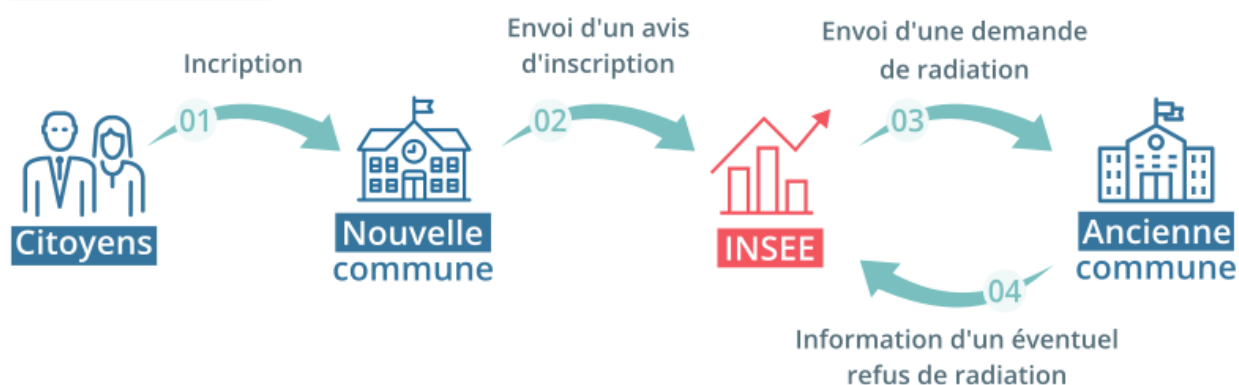 Incription
Envoi d'un avis
d'inscription
Envoi d'une demande
de radiation
01
02
03
Citoyens
Nouvelle
commune
INSEE
Ancienne
commune
04
Information d'un éventuel
refus de radiation